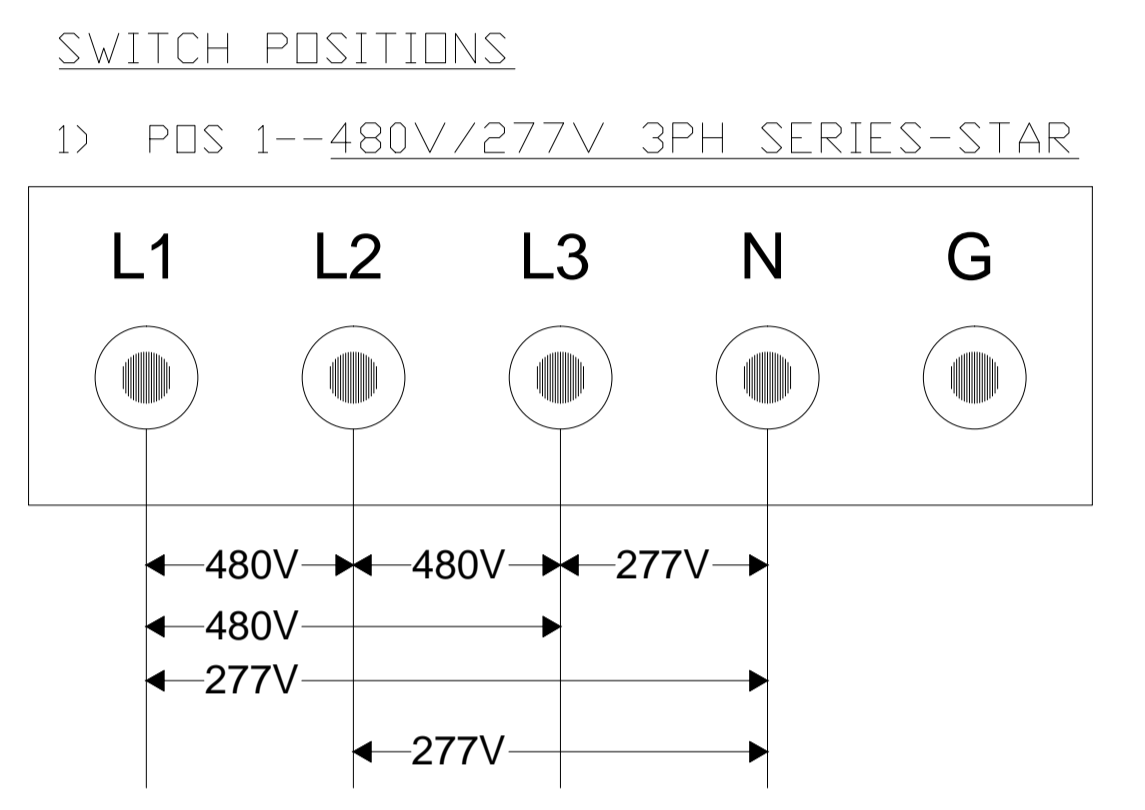 SWITCH POSITIONS
1) POS 1--480V/277V 3PH SERIES-STAR
L1 L2 L3 N G
480V 480V 277V
480V
277V
277V